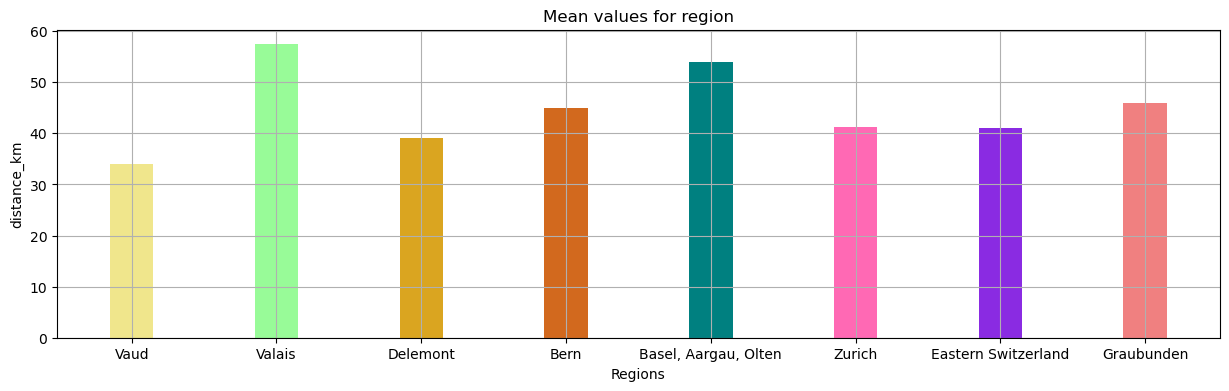 Mean values for region
60
50
40
30
20
10
0
distance_km
Vaud Valais Delemont Bern Basel, Aargau, Olten Zurich Eastern Switzerland Graubunden
Regions